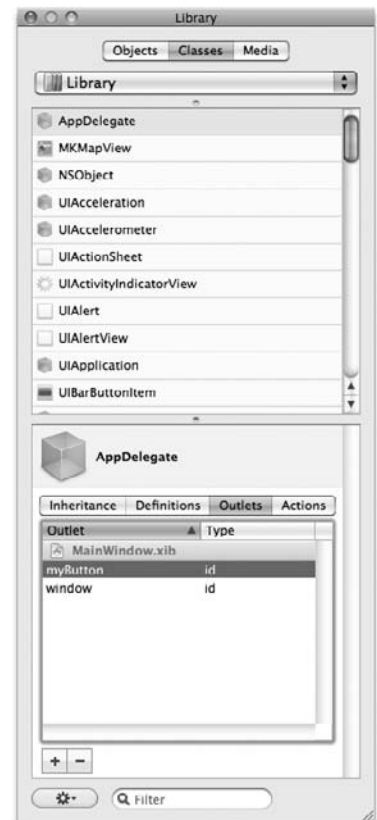 Library
Objects Classes Media
Library
AppDelegate
MKMapView
NSObject
UIAcceleration
UIAccelerometer
UIActionSheet
UIActivityIndicatorView
UIAlert
UIAlertView
UIApplication
UIBarButtonItem
AppDelegate
Inheritance Definitions Outlets Actions
Outlet Type
MainWindow.xib
myButton id
window id
+ −
Filter